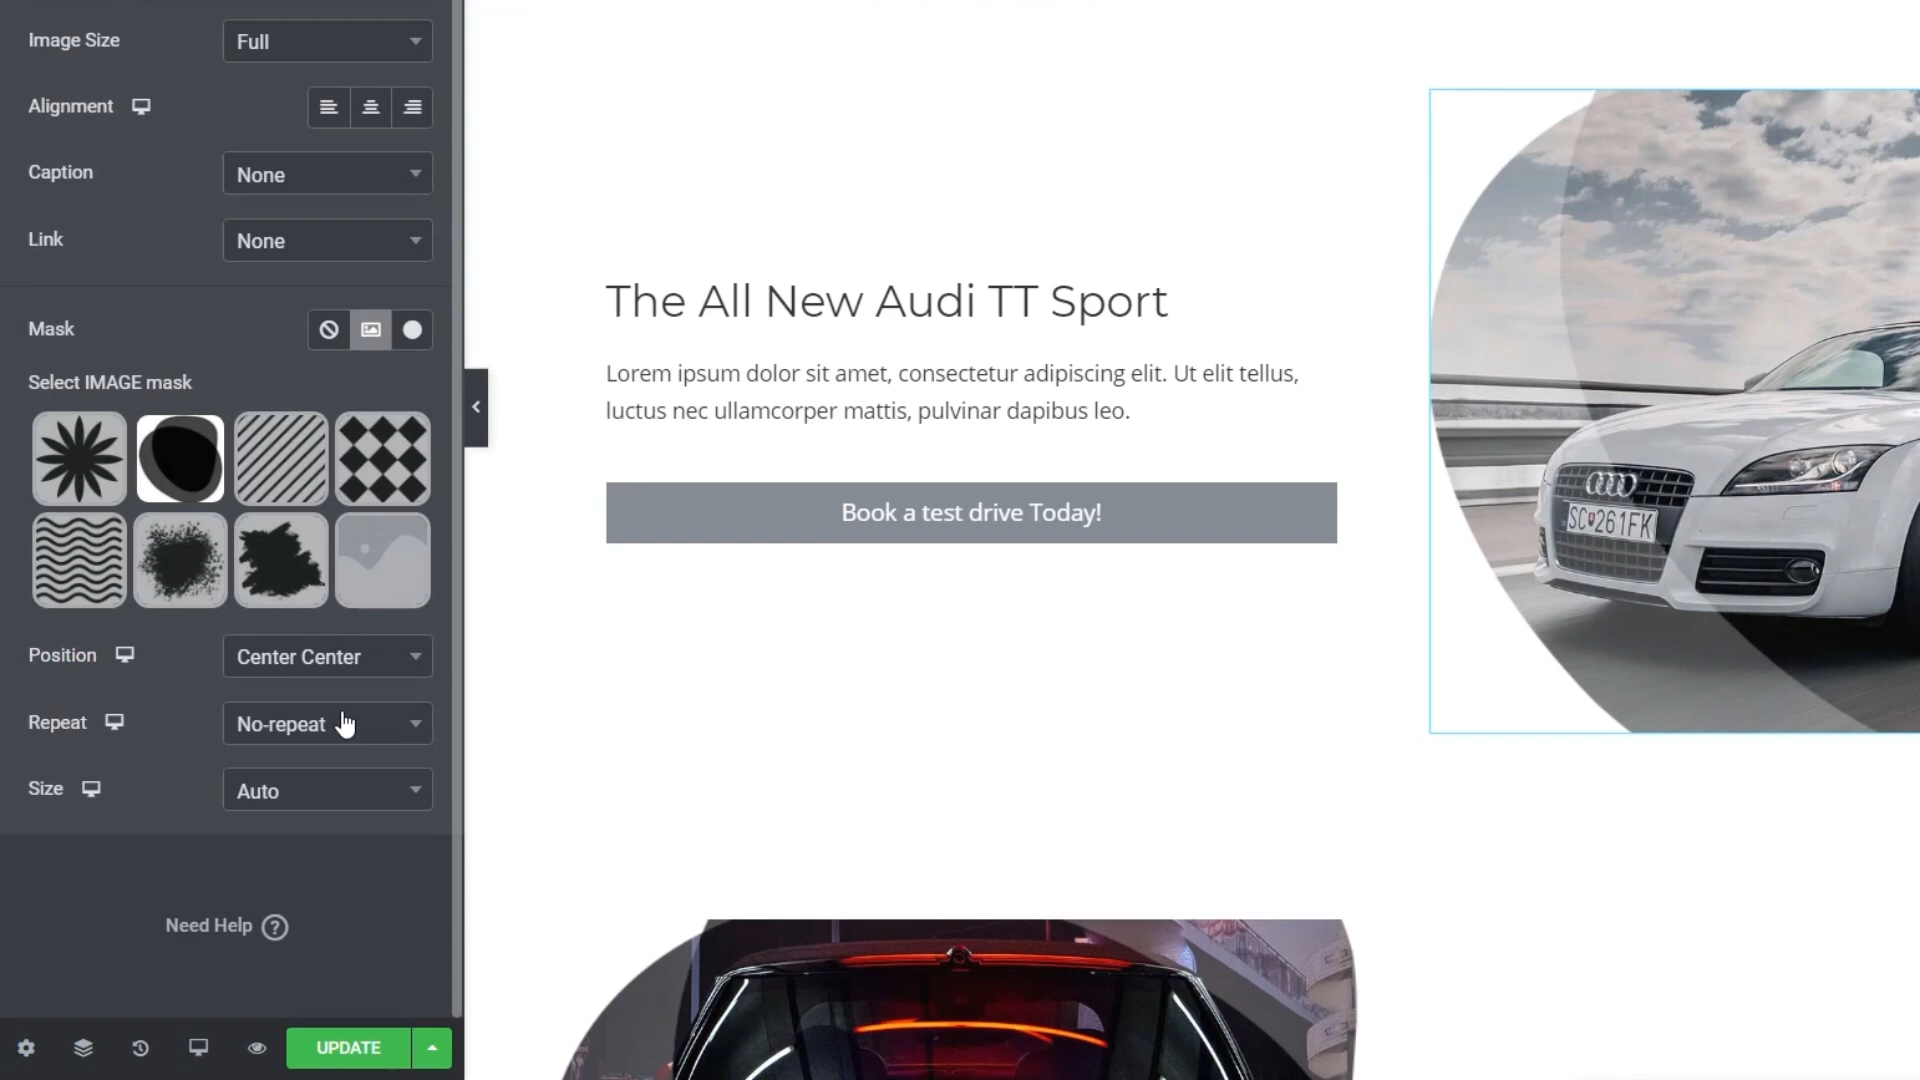 Image Size
Full
Alignment
Caption
None
Link
None
Mask
Select IMAGE mask
Position
Center Center
Repeat
No-repeat
Size
Auto
Need Help ?
UPDATE
The All New Audi TT Sport
Lorem ipsum dolor sit amet, consectetur adipiscing elit. Ut elit tellus,
luctus nec ullamcorper mattis, pulvinar dapibus leo.
Book a test drive Today!
SC 261FK